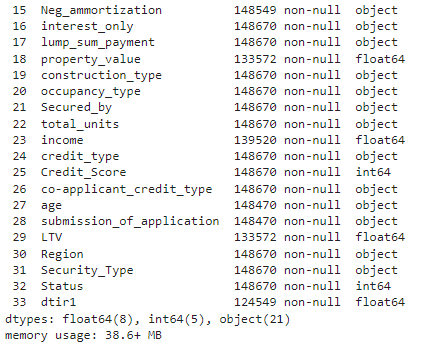 15 Neg_ammortization 148549 non-null object
16 interest_only 148670 non-null object
17 lump_sum_payment 148670 non-null object
18 property_value 133572 non-null float64
19 construction_type 148670 non-null object
20 occupancy_type 148670 non-null object
21 Secured_by 148670 non-null object
22 total_units 148670 non-null object
23 income 139520 non-null float64
24 credit_type 148670 non-null object
25 Credit_Score 148670 non-null int64
26 co-applicant_credit_type 148670 non-null object
27 age 148470 non-null object
28 submission_of_application 148470 non-null object
29 LTV 133572 non-null float64
30 Region 148670 non-null object
31 Security_Type 148670 non-null object
32 Status 148670 non-null int64
33 dtir1 124549 non-null float64
dtypes: float64(8), int64(5), object(21)
memory usage: 38.6+ MB